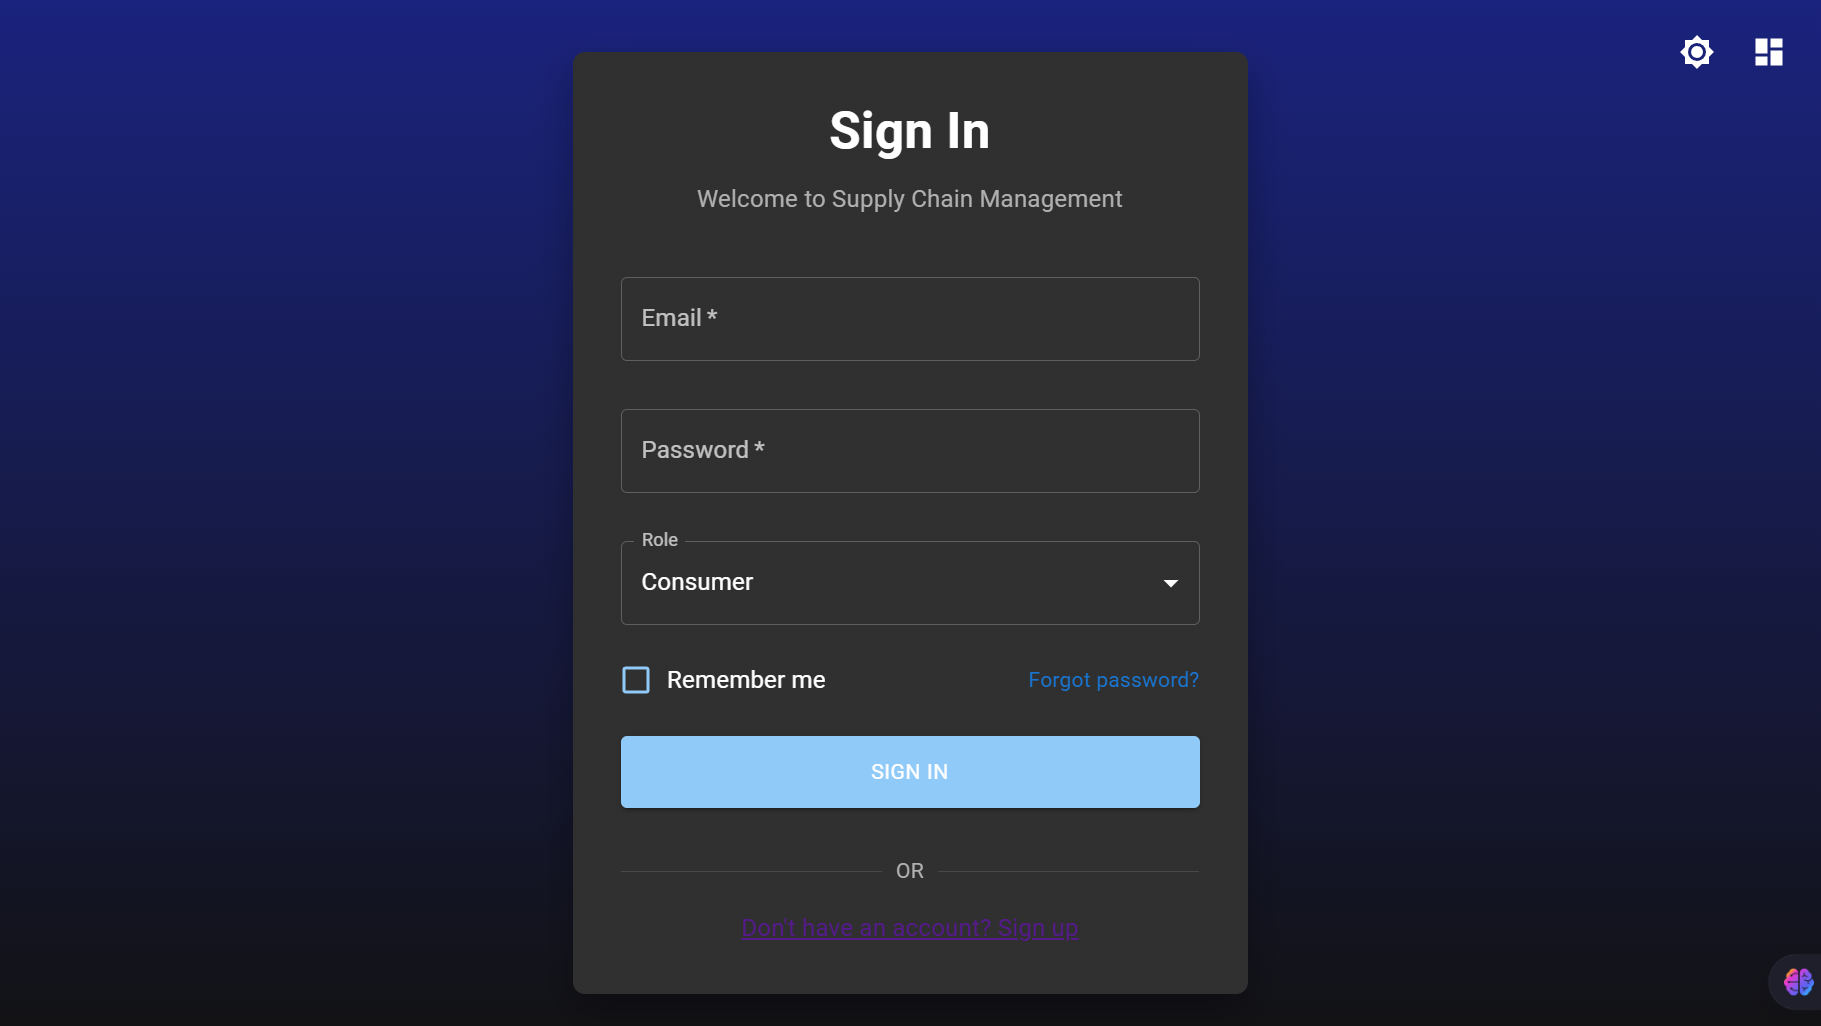 Sign In
Welcome to Supply Chain Management
Email *
Password *
Role
Consumer
Remember me
Forgot password?
SIGN IN
OR
Don't have an account? Sign up